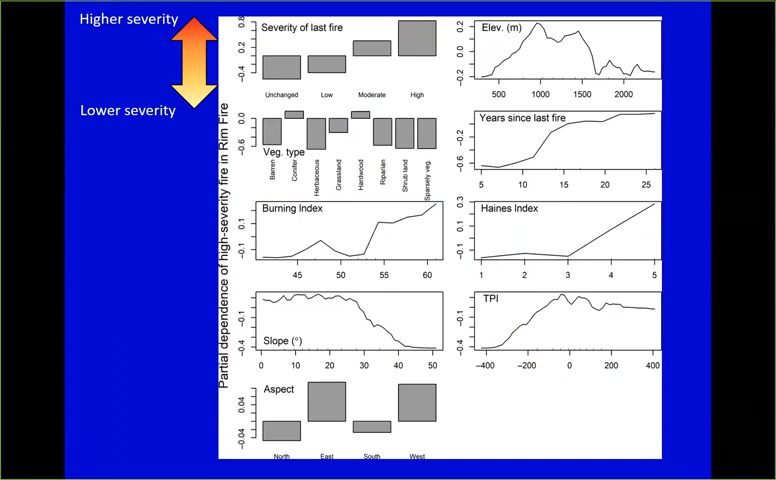 Higher severity
Lower severity
Partial dependence of high-severity fire in Rim Fire
Severity of last fire
0.8
0.2
−0.4
Unchanged Low Moderate High
Elev. (m)
0.2
0.0
−0.2
500 1000 1500 2000
Veg. type
0.0
−0.6
Barren Conifer Herbaceous Grassland Hardwood Riparian Shrub land Sparsely veg.
Years since last fire
−0.2
−0.6
5 10 15 20 25
Burning Index
0.1
−0.1
45 50 55 60
Haines Index
0.3
0.1
−0.1
1 2 3 4 5
Slope (°)
−0.1
−0.4
0 10 20 30 40 50
TPI
−0.1
−0.4
−400 −200 0 200 400
Aspect
0.04
−0.04
North East South West